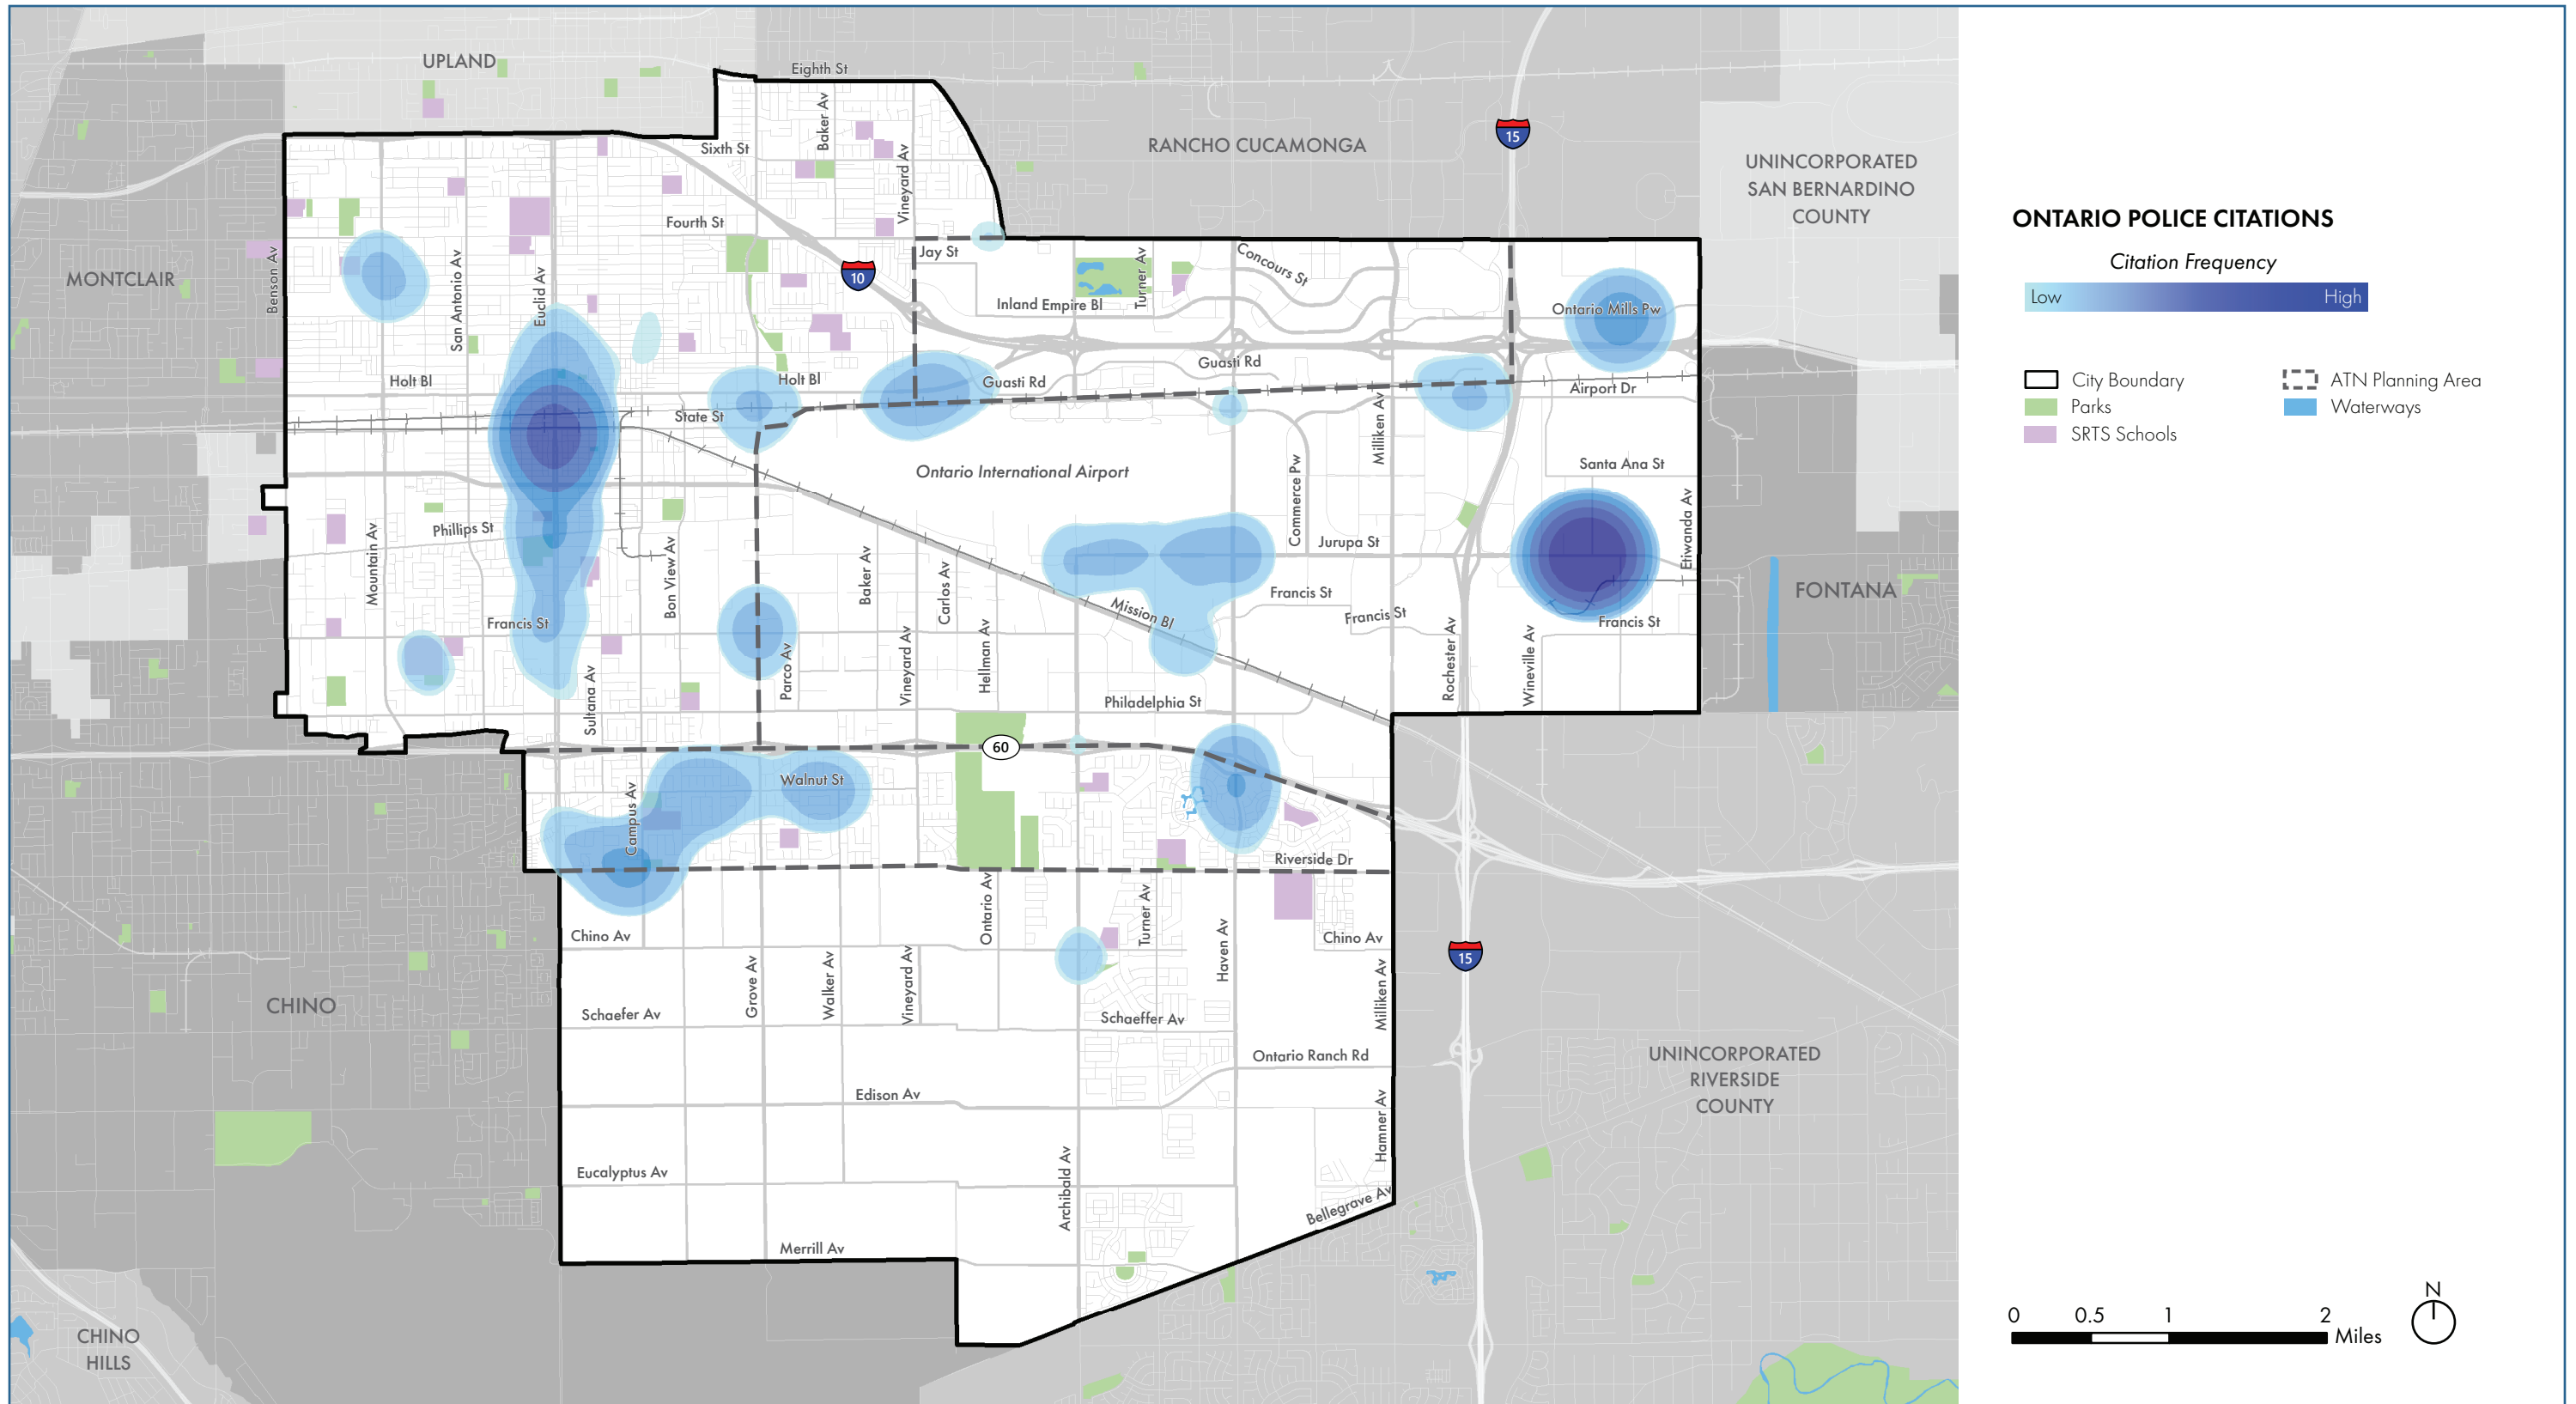 UPLAND
Eighth St
Baker Av
RANCHO CUCAMONGA
15
Sixth St
Vineyard Av
UNINCORPORATED
SAN BERNARDINO
COUNTY
Fourth St
MONTCLAIR
Benson Av
San Antonio Av
Euclid Av
10
Jay St
Turner Av
Concours St
Inland Empire Bl
Ontario Mills Pw
Holt Bl
Holt Bl
Guasti Rd
Guasti Rd
Airport Dr
State St
Milliken Av
Ontario International Airport
Santa Ana St
Commerce Pw
Etiwanda Av
Phillips St
Mountain Av
Bon View Av
Baker Av
Carlos Av
Jurupa St
FONTANA
Francis St
Mission Bl
Francis St
Francis St
Francis St
Sultana Av
Parco Av
Vineyard Av
Hellman Av
Rochester Av
Wineville Av
Philadelphia St
60
Walnut St
Campus Av
Riverside Dr
Ontario Av
Turner Av
Haven Av
Chino Av
Chino Av
15
Grove Av
Walker Av
Vineyard Av
Milliken Av
CHINO
Schaefer Av
Schaeffer Av
Ontario Ranch Rd
UNINCORPORATED
RIVERSIDE
COUNTY
Edison Av
Hamner Av
Eucalyptus Av
Archibald Av
Bellegrave Av
Merrill Av
CHINO
HILLS
ONTARIO POLICE CITATIONS
Citation Frequency
Low High
City Boundary
Parks
SRTS Schools
ATN Planning Area
Waterways
N
0 0.5 1 2
Miles